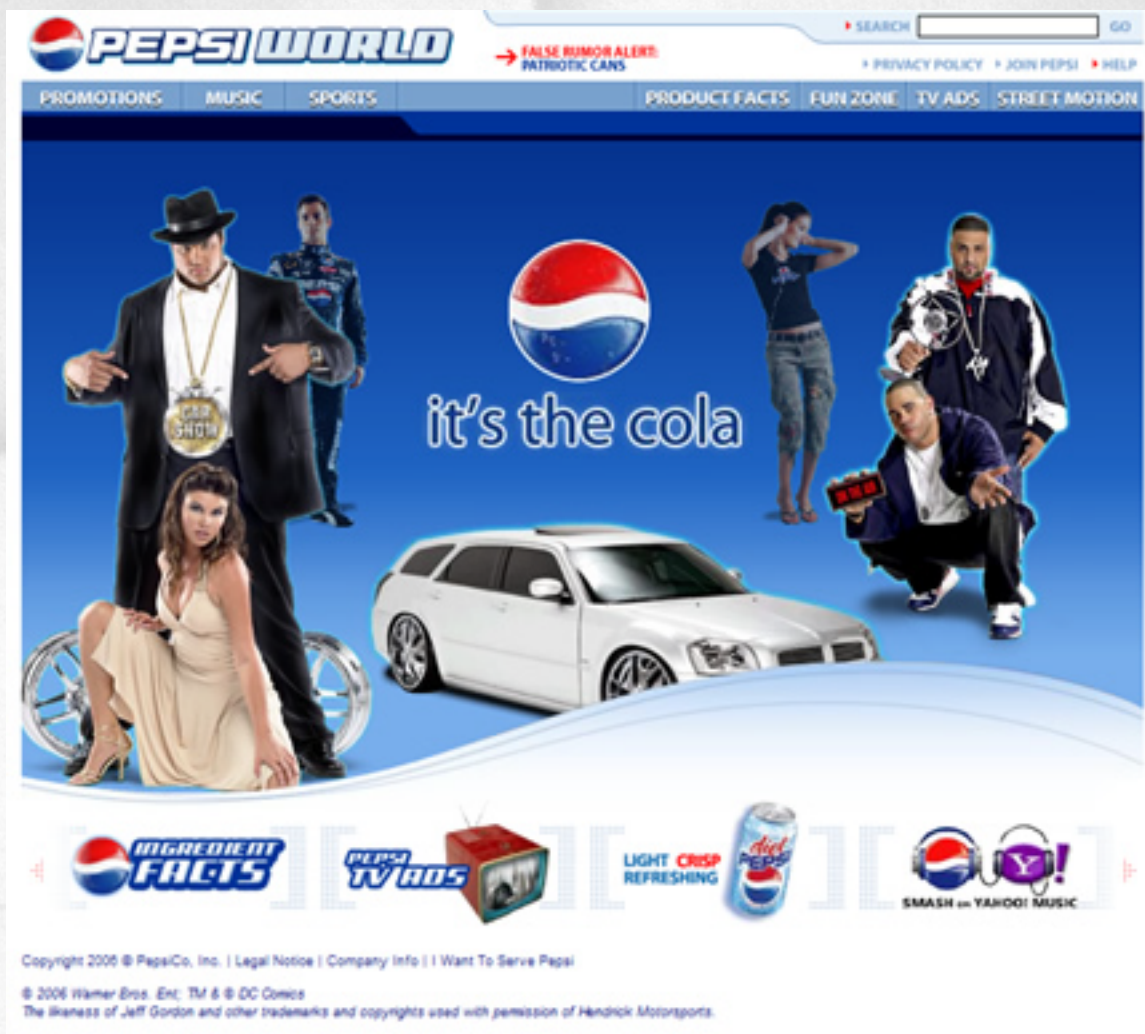 PEPSI WORLD
FALSE RUMOR ALERT:
PATRIOTIC CANS
SEARCH
GO
PRIVACY POLICY
JOIN PEPSI
HELP
PROMOTIONS
MUSIC
SPORTS
PRODUCT FACTS
FUN ZONE
TV ADS
STREET MOTION
it's the cola
CAR
SHOW
ON THE AIR
INGREDIENT
FACTS
PEPSI
TV ADS
LIGHT CRISP
REFRESHING
diet
PEPSI
Y!
SMASH on YAHOO! MUSIC
Copyright 2006 © PepsiCo, Inc. | Legal Notice | Company Info | I Want To Serve Pepsi
© 2006 Warner Bros. Ent; TM & © DC Comics
The likeness of Jeff Gordon and other trademarks and copyrights used with permission of Hendrick Motorsports.